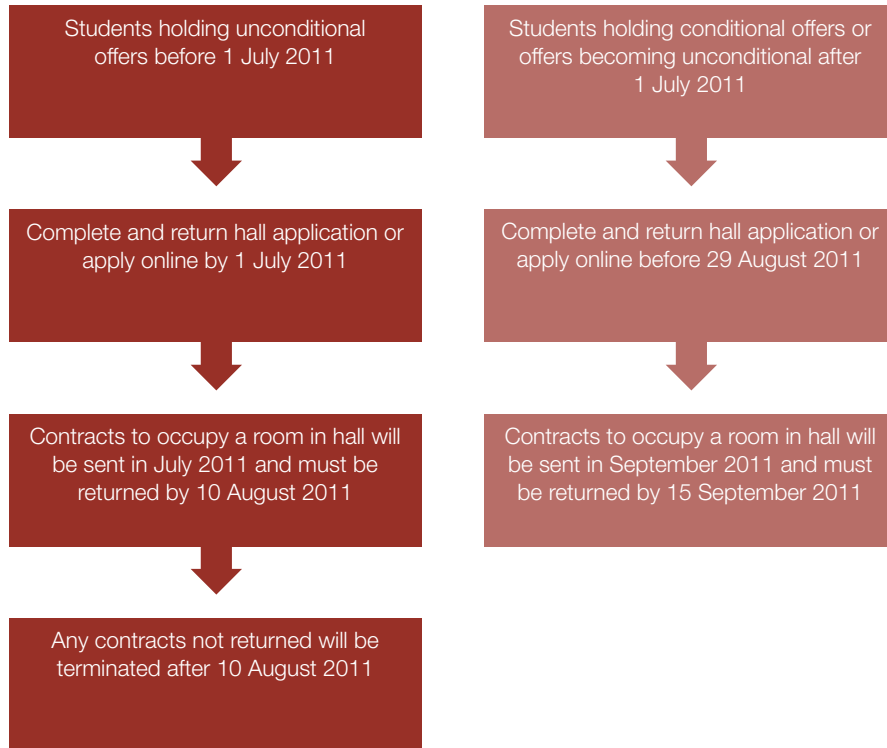 Students holding unconditional
offers before 1 July 2011
Complete and return hall application or
apply online by 1 July 2011
Contracts to occupy a room in hall will
be sent in July 2011 and must be
returned by 10 August 2011
Any contracts not returned will be
terminated after 10 August 2011
Students holding conditional offers or
offers becoming unconditional after
1 July 2011
Complete and return hall application or
apply online before 29 August 2011
Contracts to occupy a room in hall will
be sent in September 2011 and must
be returned by 15 September 2011